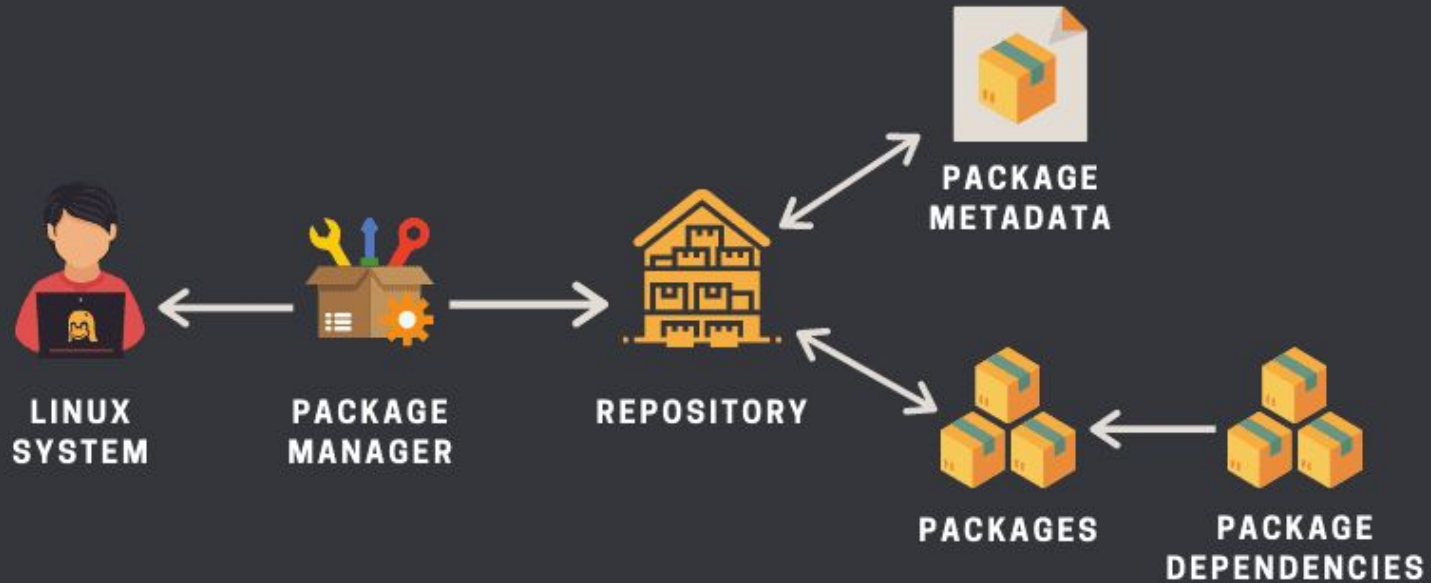 PACKAGE
METADATA
LINUX
SYSTEM
PACKAGE
MANAGER
REPOSITORY
PACKAGES
PACKAGE
DEPENDENCIES